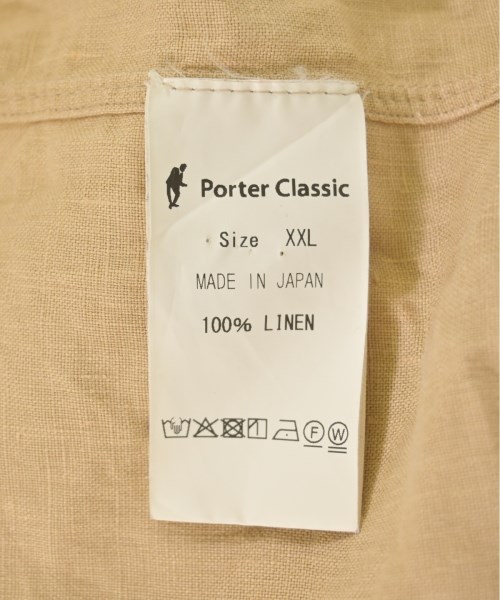 Porter Classic
Size XXL
MADE IN JAPAN
100% LINEN
F W